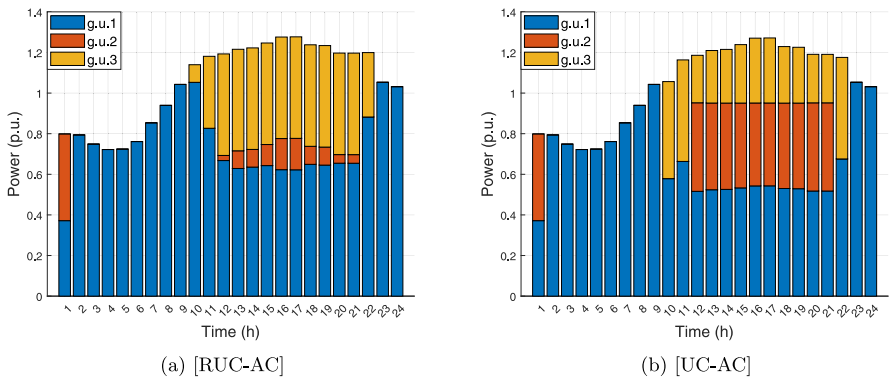 1.4
1.2
1
0.8
0.6
0.4
0.2
0
Power (p.u.)
g.u.1
g.u.2
g.u.3
1 2 3 4 5 6 7 8 9 10 11 12 13 14 15 16 17 18 19 20 21 22 23 24
Time (h)
(a) [RUC-AC]
1.4
1.2
1
0.8
0.6
0.4
0.2
0
Power (p.u.)
g.u.1
g.u.2
g.u.3
1 2 3 4 5 6 7 8 9 10 11 12 13 14 15 16 17 18 19 20 21 22 23 24
Time (h)
(b) [UC-AC]